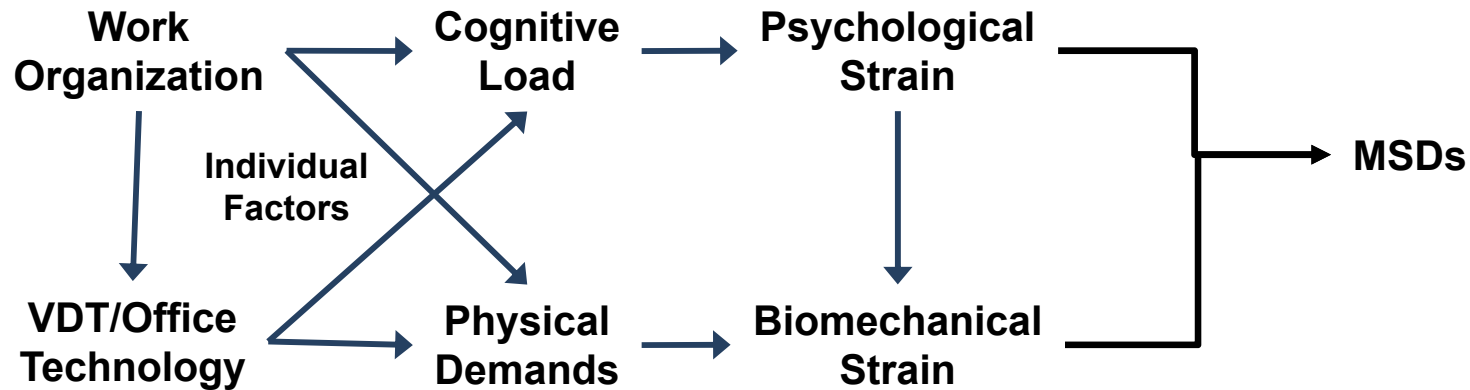 Work
Organization
Cognitive
Load
Psychological
Strain
Individual
Factors
MSDs
VDT/Office
Technology
Physical
Demands
Biomechanical
Strain